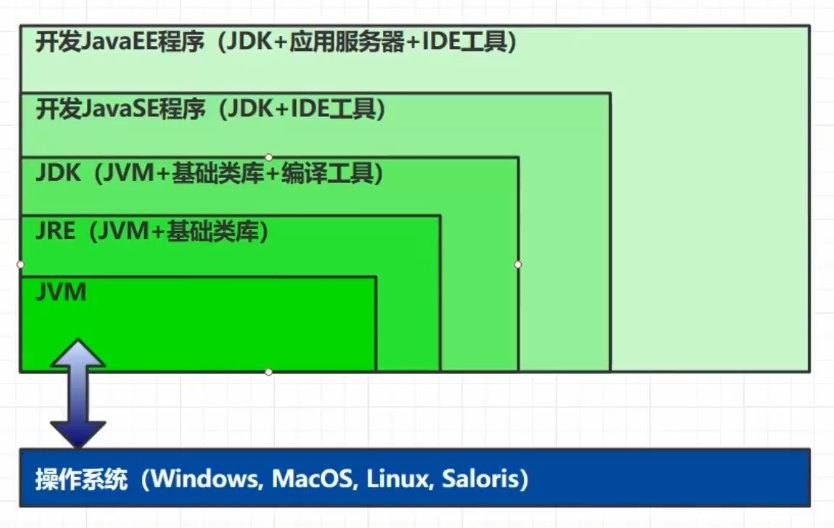 开发JavaEE程序（JDK+应用服务器+IDE工具）
开发JavaSE程序（JDK+IDE工具）
JDK（JVM+基础类库+编译工具）
JRE（JVM+基础类库）
JVM
操作系统（Windows, MacOS, Linux, Saloris）